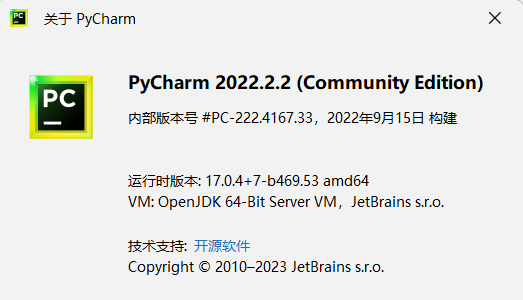 关于 PyCharm
PC
PyCharm 2022.2.2 (Community Edition)
内部版本号 #PC-222.4167.33，2022年9月15日 构建
运行时版本: 17.0.4+7-b469.53 amd64
VM: OpenJDK 64-Bit Server VM，JetBrains s.r.o.
技术支持: 开源软件
Copyright © 2010–2023 JetBrains s.r.o.